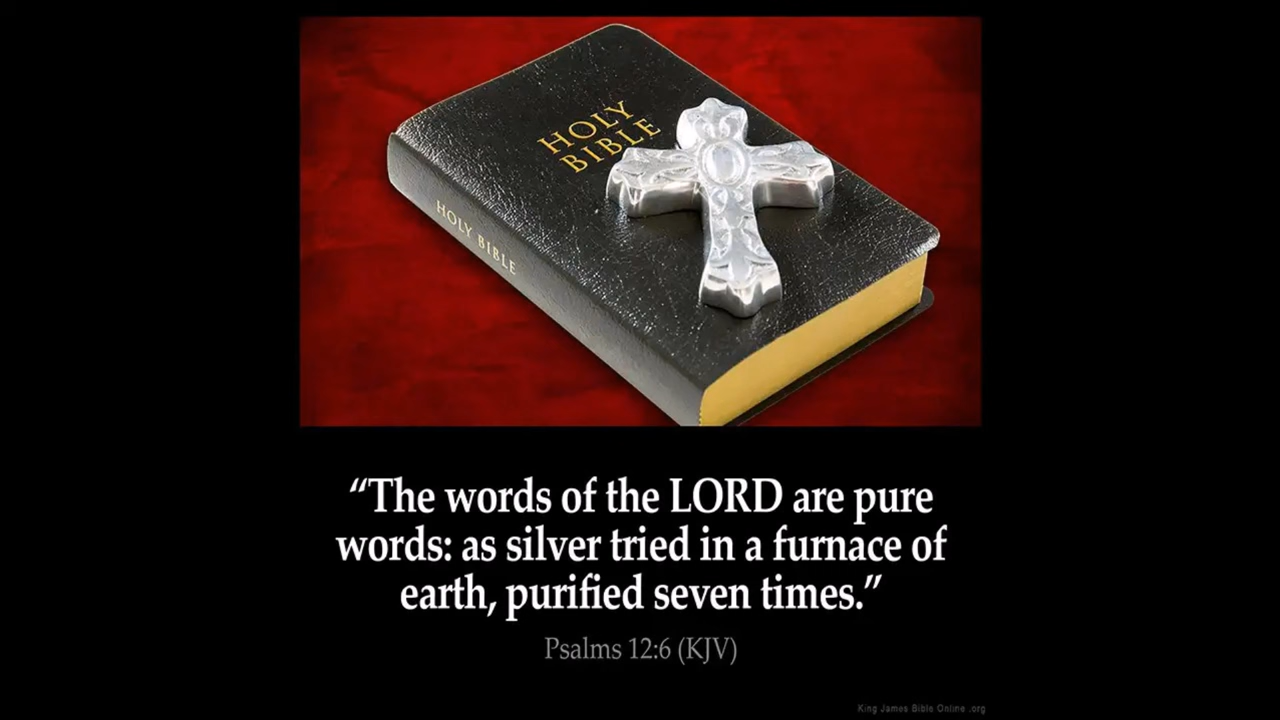 HOLY
BIBLE
HOLY BIBLE
“The words of the LORD are pure
words: as silver tried in a furnace of
earth, purified seven times.”
Psalms 12:6 (KJV)
King James Bible Online .org